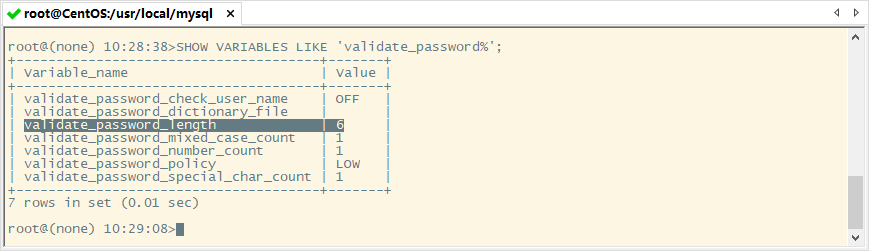 root@CentOS:/usr/local/mysql
root@(none) 10:28:38>SHOW VARIABLES LIKE 'validate_password%';
+--------------------------------------+-------+
| Variable_name                        | Value |
+--------------------------------------+-------+
| validate_password_check_user_name    | OFF   |
| validate_password_dictionary_file    |       |
| validate_password_length             | 6     |
| validate_password_mixed_case_count   | 1     |
| validate_password_number_count       | 1     |
| validate_password_policy             | LOW   |
| validate_password_special_char_count | 1     |
+--------------------------------------+-------+
7 rows in set (0.01 sec)
root@(none) 10:29:08>